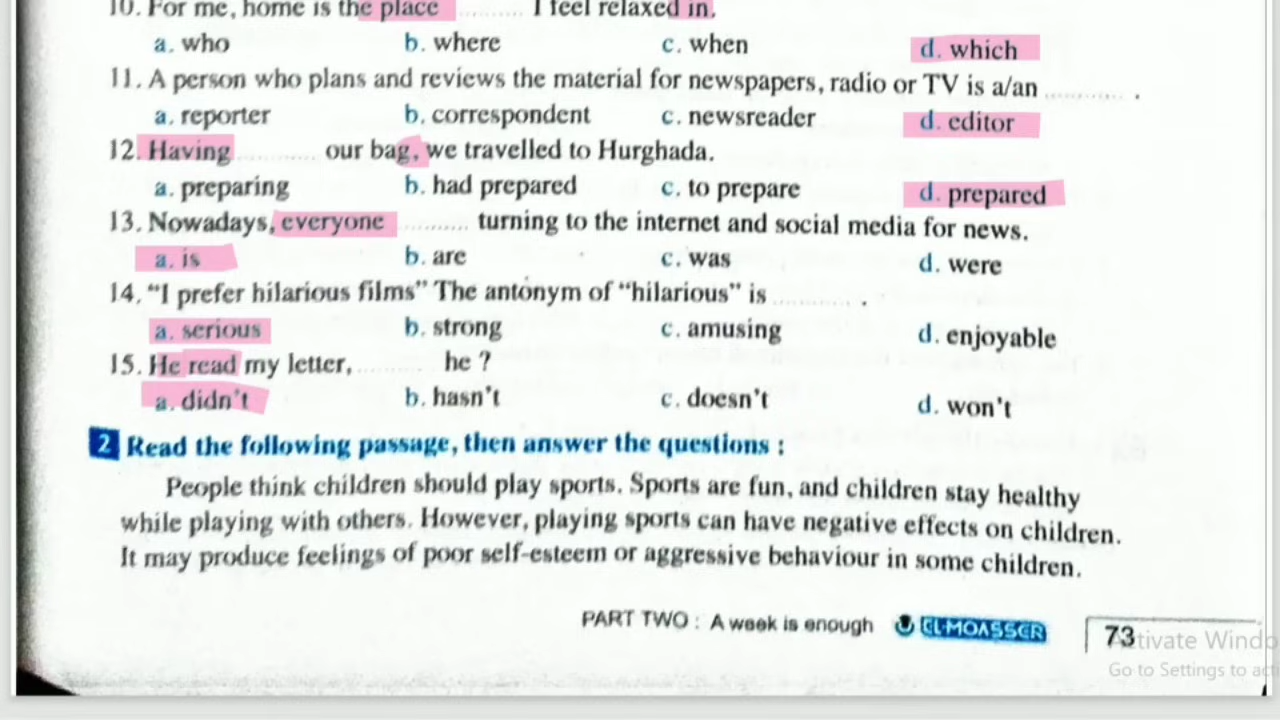 10. For me, home is the place .......... I feel relaxed in.
a. who b. where c. when d. which
11. A person who plans and reviews the material for newspapers, radio or TV is a/an .......... .
a. reporter b. correspondent c. newsreader d. editor
12. Having .......... our bag, we travelled to Hurghada.
a. preparing b. had prepared c. to prepare d. prepared
13. Nowadays, everyone .......... turning to the internet and social media for news.
a. is b. are c. was d. were
14. “I prefer hilarious films” The antonym of “hilarious” is .......... .
a. serious b. strong c. amusing d. enjoyable
15. He read my letter, .......... he ?
a. didn't b. hasn't c. doesn't d. won't
2 Read the following passage, then answer the questions :
People think children should play sports. Sports are fun, and children stay healthy
while playing with others. However, playing sports can have negative effects on children.
It may produce feelings of poor self-esteem or aggressive behaviour in some children.
PART TWO : A week is enough EL-MOASSER 73
Activate Windo
Go to Settings to acti